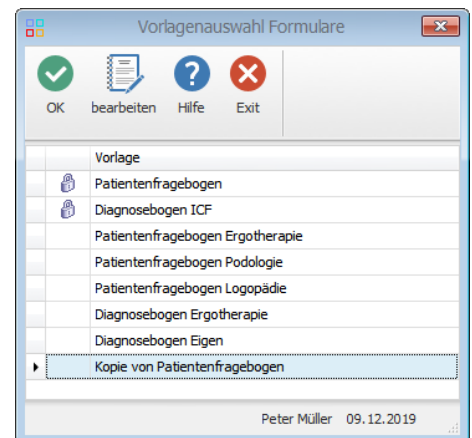 Vorlagenauswahl Formulare
OK bearbeiten Hilfe Exit
Vorlage
Patientenfragebogen
Diagnosebogen ICF
Patientenfragebogen Ergotherapie
Patientenfragebogen Podologie
Patientenfragebogen Logopädie
Diagnosebogen Ergotherapie
Diagnosebogen Eigen
Kopie von Patientenfragebogen
Peter Müller 09.12.2019